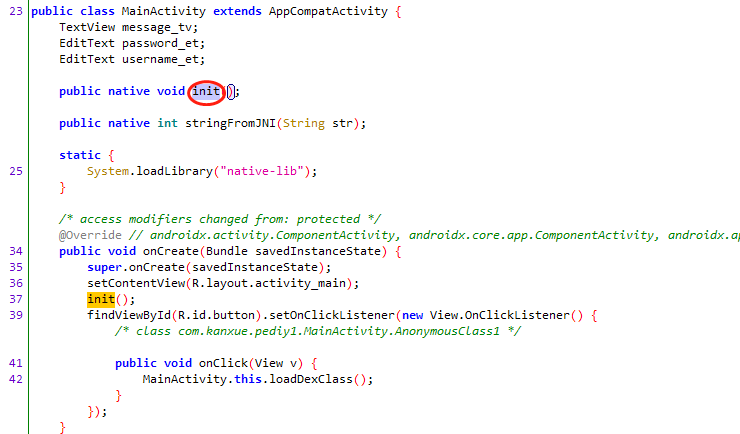 23 public class MainActivity extends AppCompatActivity {
TextView message_tv;
EditText password_et;
EditText username_et;
public native void init();
public native int stringFromJNI(String str);
static {
25 System.loadLibrary("native-lib");
}
/* access modifiers changed from: protected */
@Override // androidx.activity.ComponentActivity, androidx.core.app.ComponentActivity, androidx.ap
34 public void onCreate(Bundle savedInstanceState) {
35 super.onCreate(savedInstanceState);
36 setContentView(R.layout.activity_main);
37 init();
39 findViewById(R.id.button).setOnClickListener(new View.OnClickListener() {
/* class com.kanxue.pediy1.MainActivity.AnonymousClass1 */
41 public void onClick(View v) {
42 MainActivity.this.loadDexClass();
}
});
}